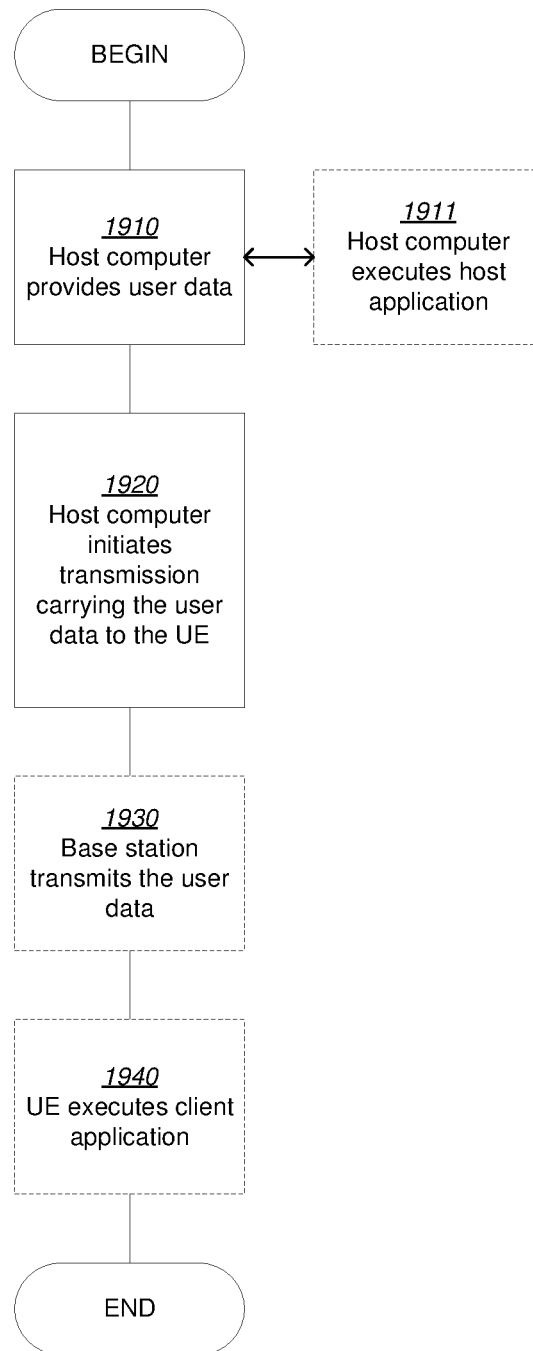 BEGIN
1910
Host computer
provides user data
1911
Host computer
executes host
application
1920
Host computer
initiates
transmission
carrying the user
data to the UE
1930
Base station
transmits the user
data
1940
UE executes client
application
END